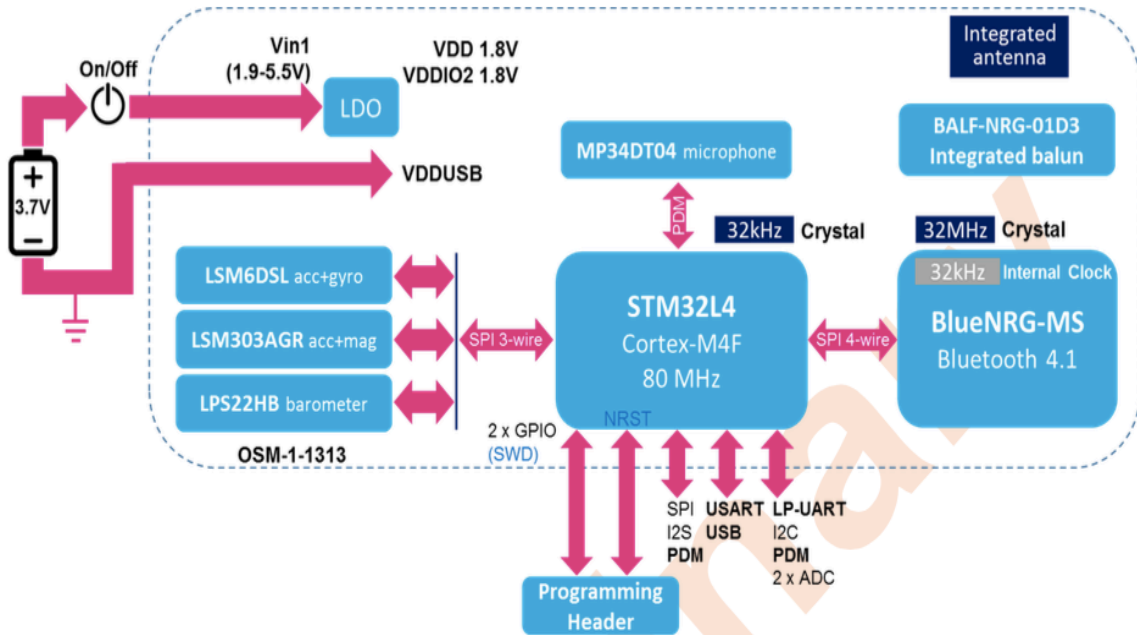 Vin1
(1.9-5.5V)
VDD 1.8V
VDDIO2 1.8V
Integrated
antenna
On/Off
LDO
BALF-NRG-01D3
Integrated balun
MP34DT04 microphone
VDDUSB
+
3.7V
−
PDM
32kHz Crystal
32MHz Crystal
32kHz Internal Clock
LSM6DSL acc+gyro
LSM303AGR acc+mag
LPS22HB barometer
SPI 3-wire
STM32L4
Cortex-M4F
80 MHz
SPI 4-wire
BlueNRG-MS
Bluetooth 4.1
NRST
2 x GPIO
(SWD)
OSM-1-1313
SPI
I2S
PDM
USART
USB
LP-UART
I2C
PDM
2 x ADC
Programming
Header